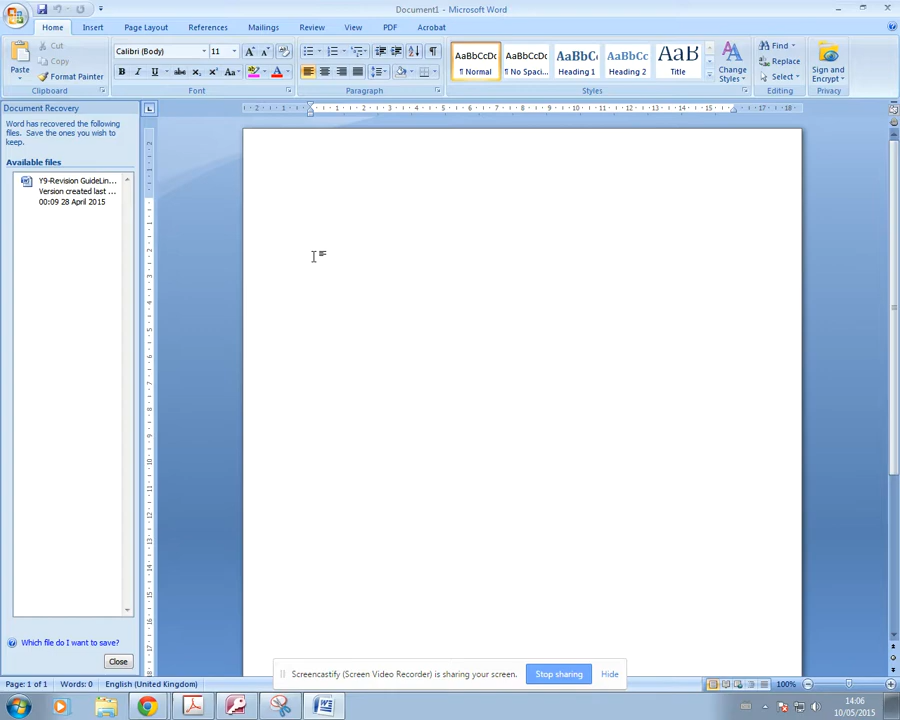 Document1 - Microsoft Word
Home Insert Page Layout References Mailings Review View PDF Acrobat
Paste
Cut
Copy
Format Painter
Clipboard
Calibri (Body) 11
B I U abc x₂ x² Aa
Font
Paragraph
AaBbCcDc AaBbCcDc AaBbCc AaBbCc AaB
¶ Normal ¶ No Spaci... Heading 1 Heading 2 Title
Change
Styles
Styles
Find
Replace
Select
Editing
Sign and
Encrypt
Privacy
Document Recovery
Word has recovered the following
files. Save the ones you wish to
keep.
Available files
Y9-Revision GuideLin...
Version created last ...
00:09 28 April 2015
Which file do I want to save?
Close
Screencastify (Screen Video Recorder) is sharing your screen. Stop sharing Hide
Page: 1 of 1 Words: 0 English (United Kingdom) 100%
14:06
10/05/2015